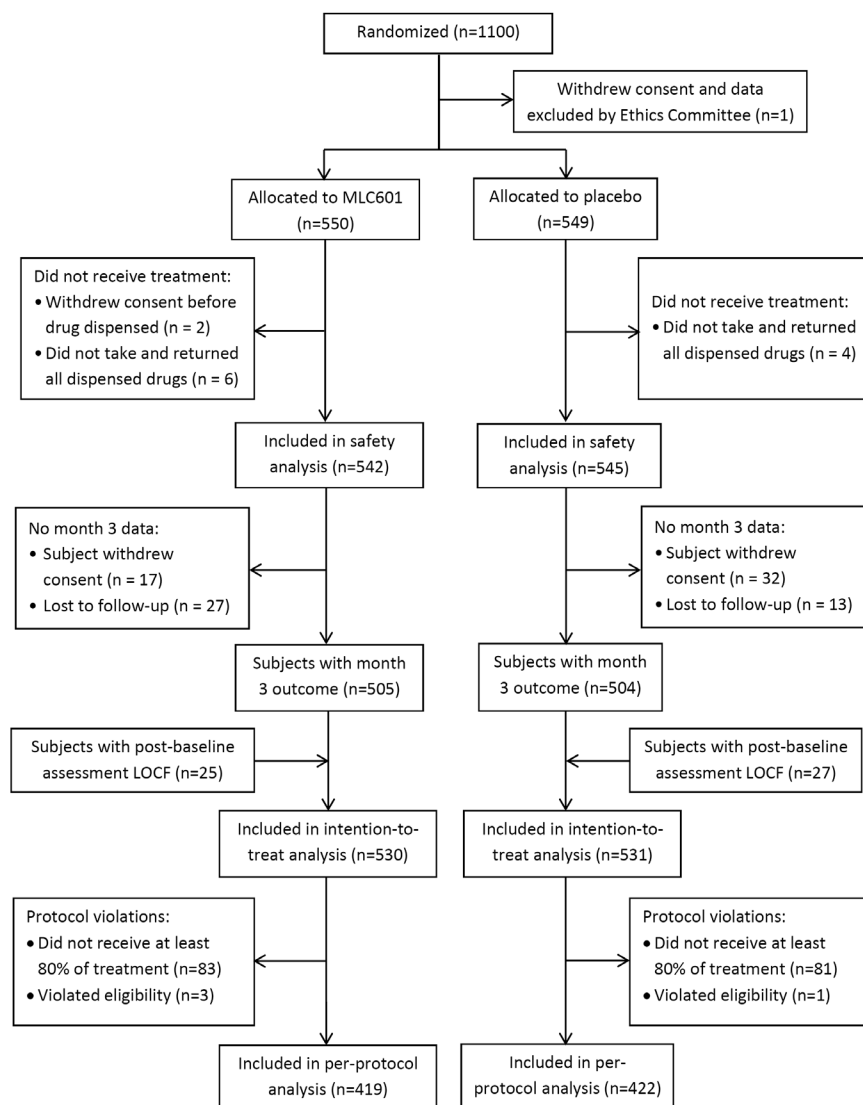 Randomized (n=1100)
Withdrew consent and data
excluded by Ethics Committee (n=1)
Allocated to MLC601
(n=550)
Allocated to placebo
(n=549)
Did not receive treatment:
• Withdrew consent before
drug dispensed (n = 2)
• Did not take and returned
all dispensed drugs (n = 6)
Did not receive treatment:
• Did not take and returned
all dispensed drugs (n = 4)
Included in safety
analysis (n=542)
Included in safety
analysis (n=545)
No month 3 data:
• Subject withdrew
consent (n = 17)
• Lost to follow-up (n = 27)
No month 3 data:
• Subject withdrew
consent (n = 32)
• Lost to follow-up (n = 13)
Subjects with month
3 outcome (n=505)
Subjects with month
3 outcome (n=504)
Subjects with post-baseline
assessment LOCF (n=25)
Subjects with post-baseline
assessment LOCF (n=27)
Included in intention-to-
treat analysis (n=530)
Included in intention-to-
treat analysis (n=531)
Protocol violations:
• Did not receive at least
80% of treatment (n=83)
• Violated eligibility (n=3)
Protocol violations:
• Did not receive at least
80% of treatment (n=81)
• Violated eligibility (n=1)
Included in per-protocol
analysis (n=419)
Included in per-
protocol analysis (n=422)